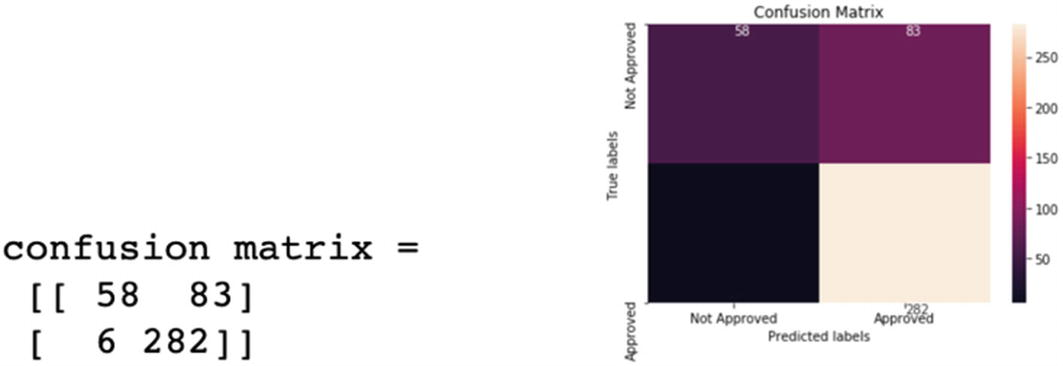 confusion matrix =
[[ 58 83]
[ 6 282]]
Confusion Matrix
58 83
Not Approved
Approved
True labels
282
Not Approved Approved
Predicted labels
250
200
150
100
50